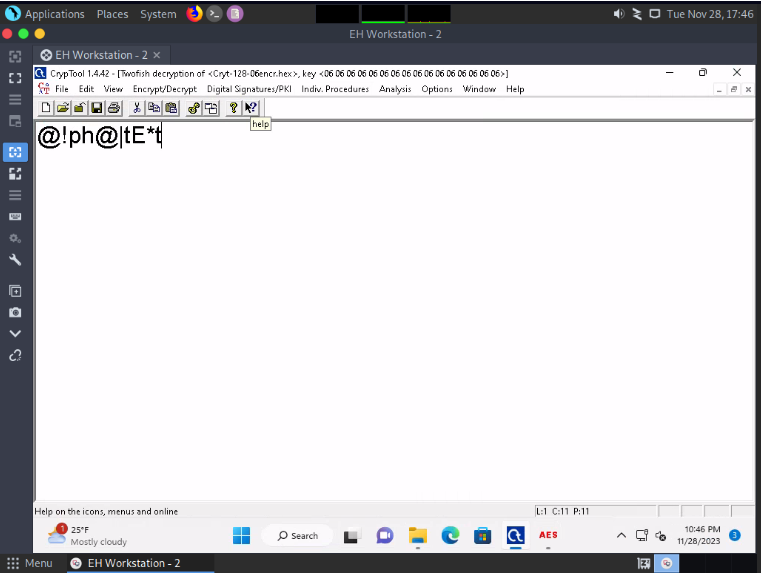 Applications Places System Tue Nov 28, 17:46
EH Workstation - 2
EH Workstation - 2 ×
CrypTool 1.4.42 - [Twofish decryption of <Cryt-128-06encr.hex>, key <06 06 06 06 06 06 06 06 06 06 06 06 06 06 06 06>]
File Edit View Encrypt/Decrypt Digital Signatures/PKI Indiv. Procedures Analysis Options Window Help
help
@!ph@|tE*t
Help on the icons, menus and online L:1 C:11 P:11
1
25°F
Mostly cloudy
Search
AES
10:46 PM
11/28/2023
3
Menu EH Workstation - 2